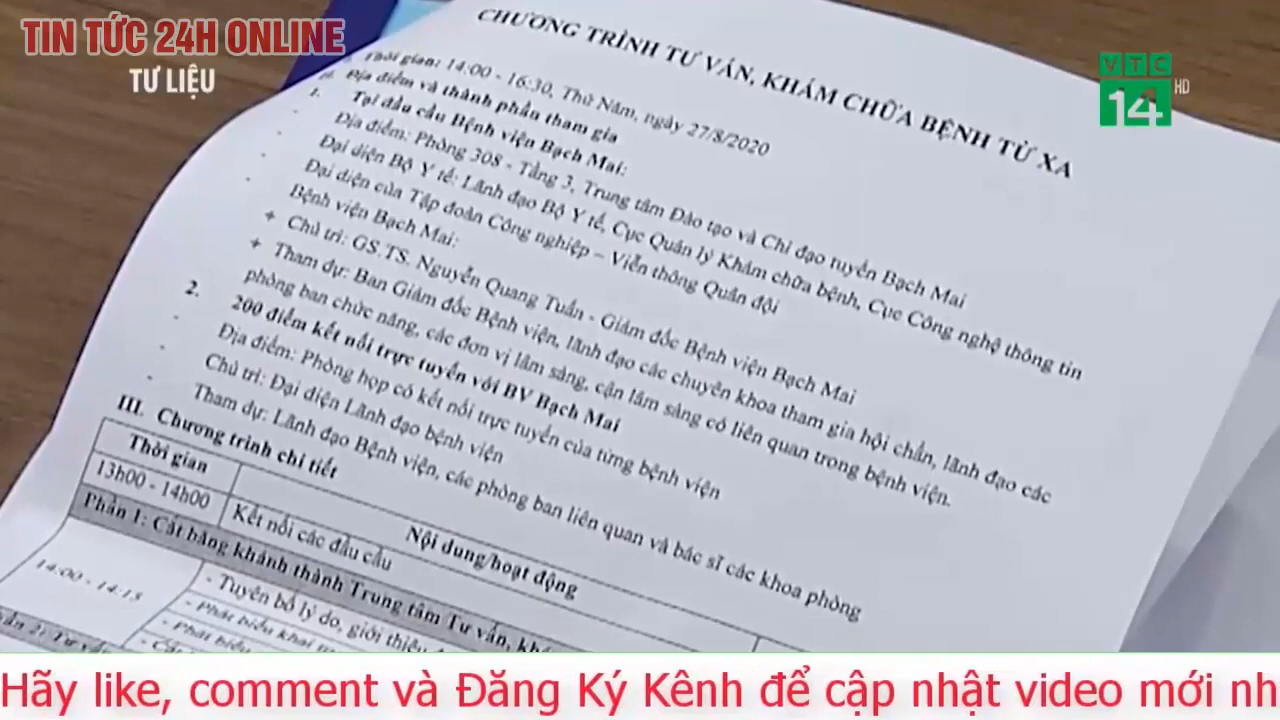 TIN TỨC 24H ONLINE
TƯ LIỆU
VTC
14
HD
CHƯƠNG TRÌNH TƯ VẤN, KHÁM CHỮA BỆNH TỪ XA
Thời gian: 14:00 - 16:30, Thứ Năm, ngày 27/8/2020
Địa điểm và thành phần tham gia
1. Tại đầu cầu Bệnh viện Bạch Mai:
- Địa điểm: Phòng 308 - Tầng 3, Trung tâm Đào tạo và Chỉ đạo tuyến Bạch Mai
- Đại diện Bộ Y tế: Lãnh đạo Bộ Y tế, Cục Quản lý Khám chữa bệnh, Cục Công nghệ thông tin
- Đại diện của Tập đoàn Công nghiệp – Viễn thông Quân đội
- Bệnh viện Bạch Mai:
+ Chủ trì: GS.TS. Nguyễn Quang Tuấn - Giám đốc Bệnh viện Bạch Mai
+ Tham dự: Ban Giám đốc Bệnh viện, lãnh đạo các chuyên khoa tham gia hội chẩn, lãnh đạo các
phòng ban chức năng, các đơn vị lâm sàng, cận lâm sàng có liên quan trong bệnh viện.
2. 200 điểm kết nối trực tuyến với BV Bạch Mai
- Địa điểm: Phòng họp có kết nối trực tuyến của từng bệnh viện
- Chủ trì: Đại diện Lãnh đạo bệnh viện
- Tham dự: Lãnh đạo Bệnh viện, các phòng ban liên quan và bác sĩ các khoa phòng
III. Chương trình chi tiết
Thời gian
Nội dung/hoạt động
13h00 - 14h00
Kết nối các đầu cầu
Phần 1: Cắt băng khánh thành Trung tâm Tư vấn,
14:00 - 14:15
- Tuyên bố lý do, giới thiệu
- Phát biểu khai
- Phát biểu
Hãy like, comment và Đăng Ký Kênh để cập nhật video mới nh